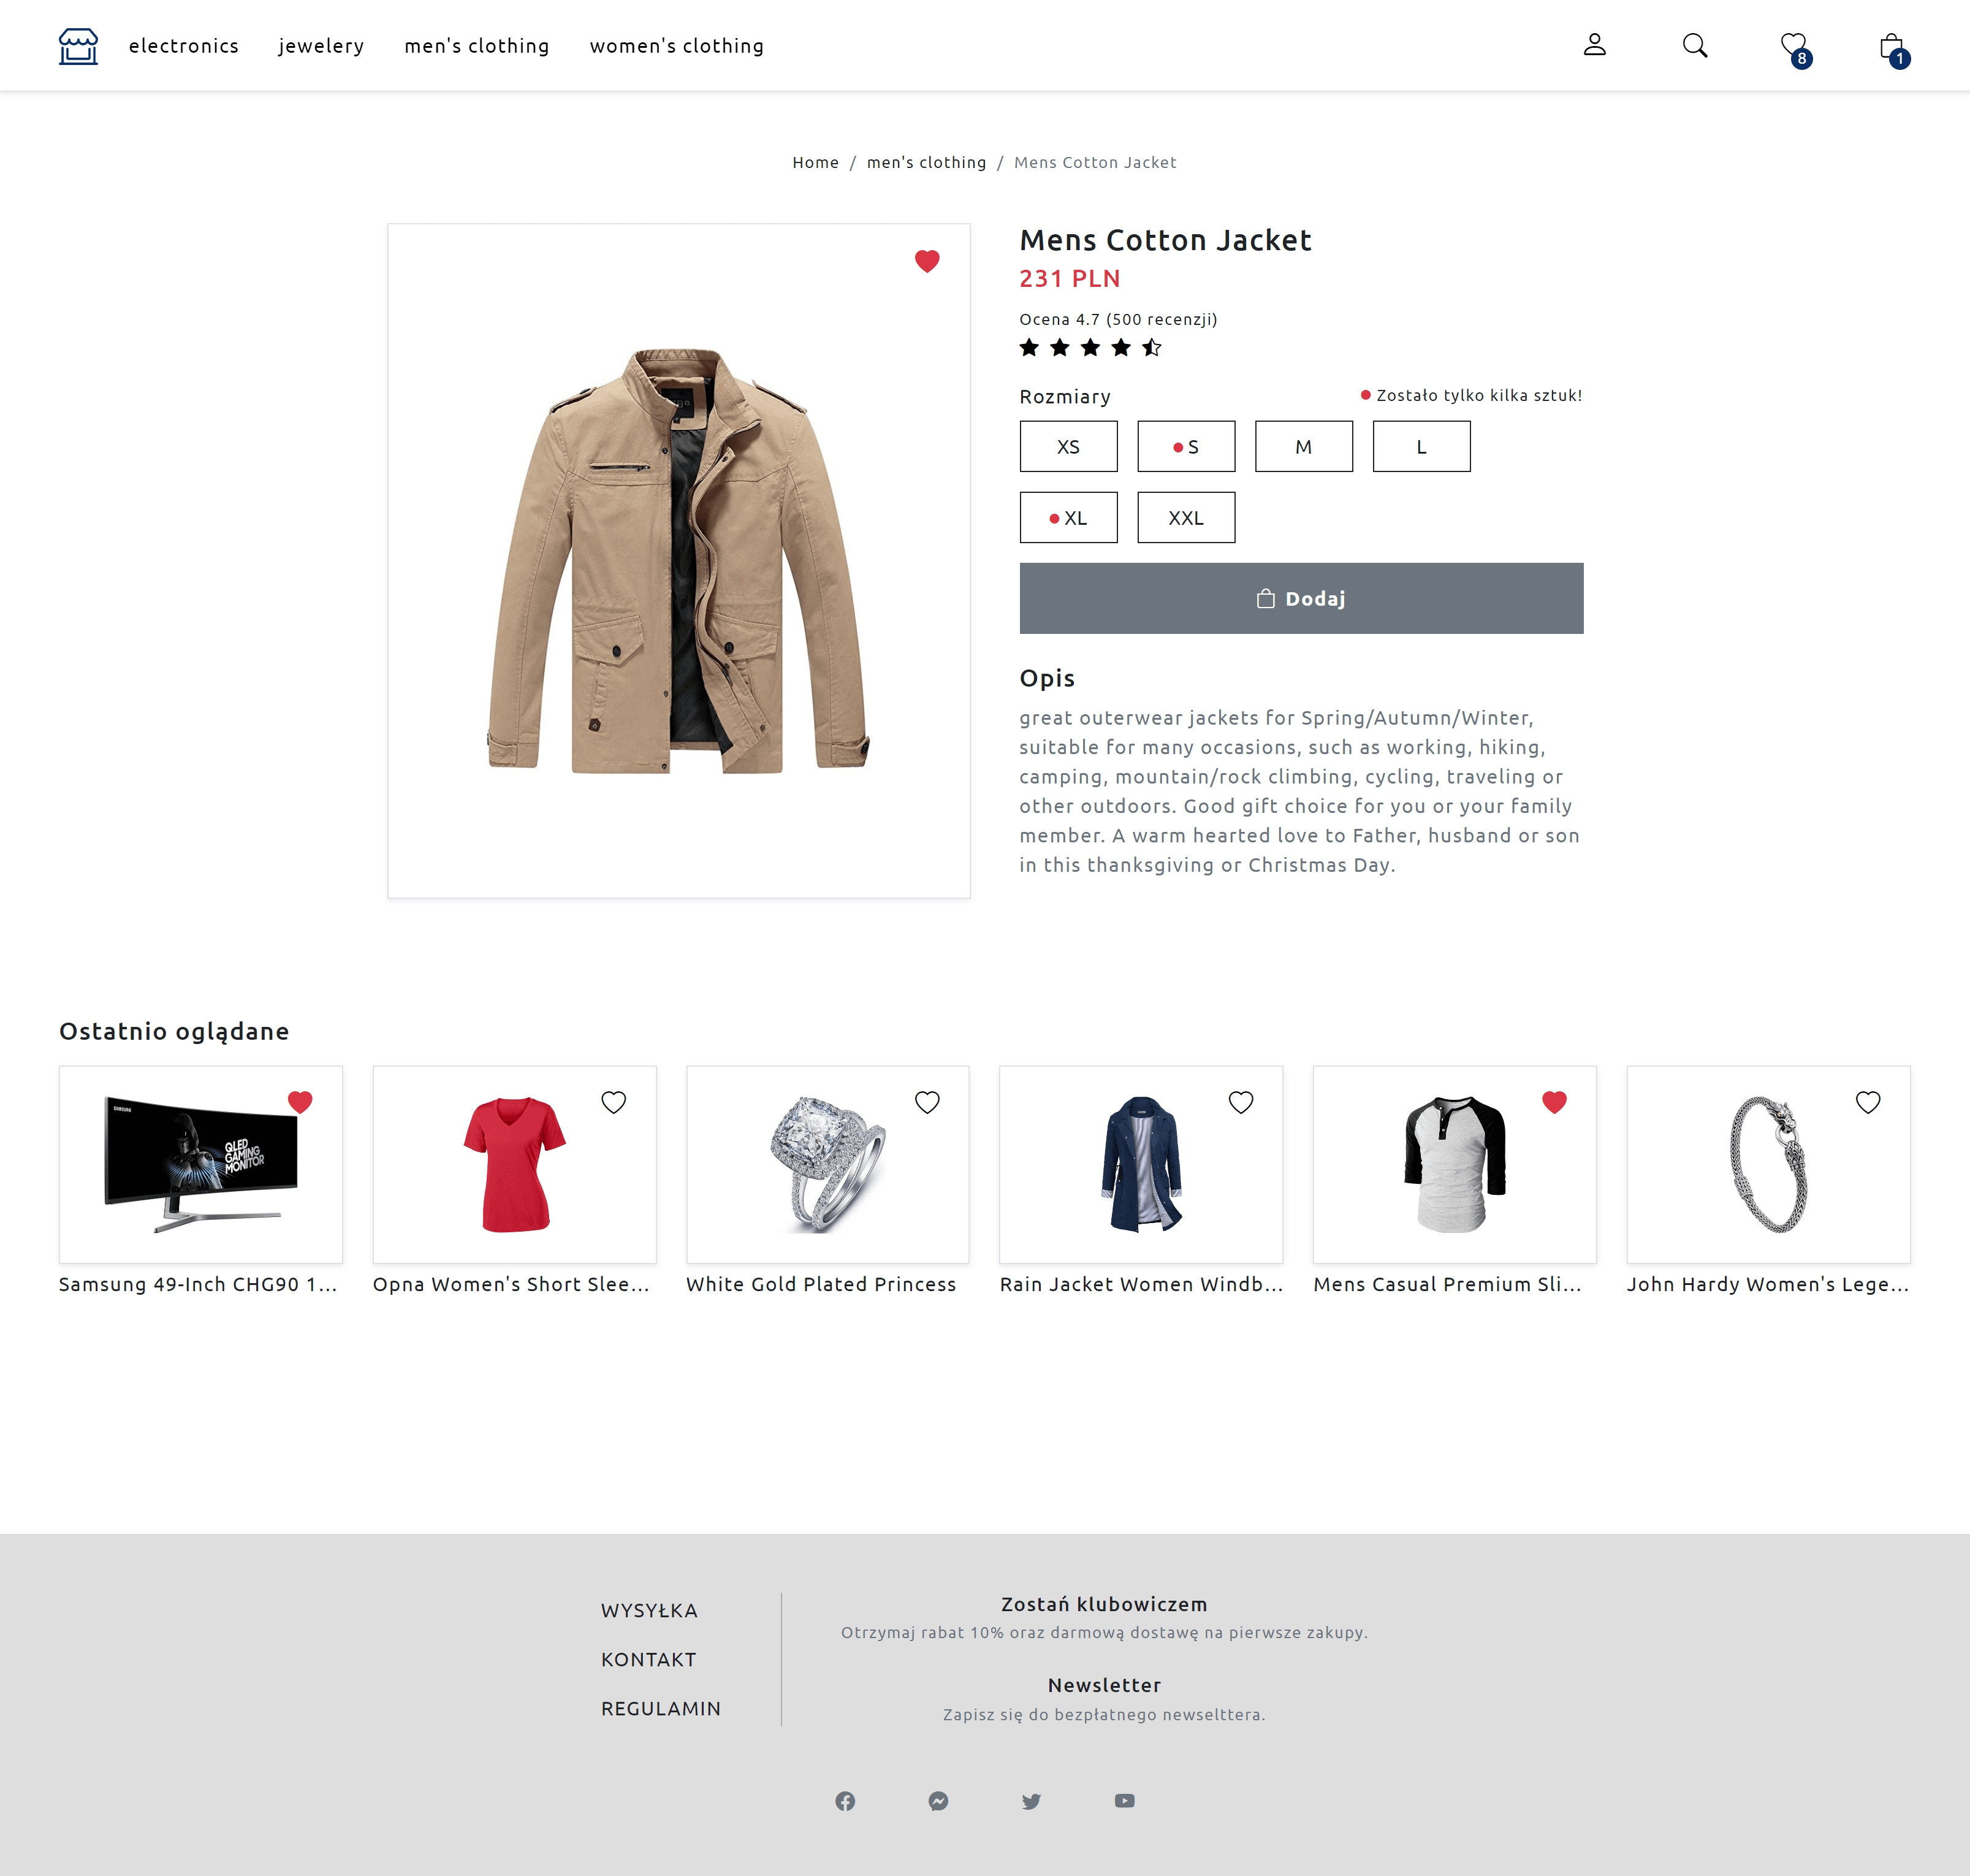 electronics jewelery men's clothing women's clothing
8 1
Home / men's clothing / Mens Cotton Jacket
Mens Cotton Jacket
231 PLN
Ocena 4.7 (500 recenzji)
Rozmiary Zostało tylko kilka sztuk!
XS S M L
XL XXL
Dodaj
Opis
great outerwear jackets for Spring/Autumn/Winter,
suitable for many occasions, such as working, hiking,
camping, mountain/rock climbing, cycling, traveling or
other outdoors. Good gift choice for you or your family
member. A warm hearted love to Father, husband or son
in this thanksgiving or Christmas Day.
Ostatnio oglądane
SAMSUNG
QLED
GAMING
MONITOR
Samsung 49-Inch CHG90 1...
Opna Women's Short Slee...
White Gold Plated Princess
Rain Jacket Women Windb...
Mens Casual Premium Sli...
John Hardy Women's Lege...
WYSYŁKA
KONTAKT
REGULAMIN
Zostań klubowiczem
Otrzymaj rabat 10% oraz darmową dostawę na pierwsze zakupy.
Newsletter
Zapisz się do bezpłatnego newselttera.